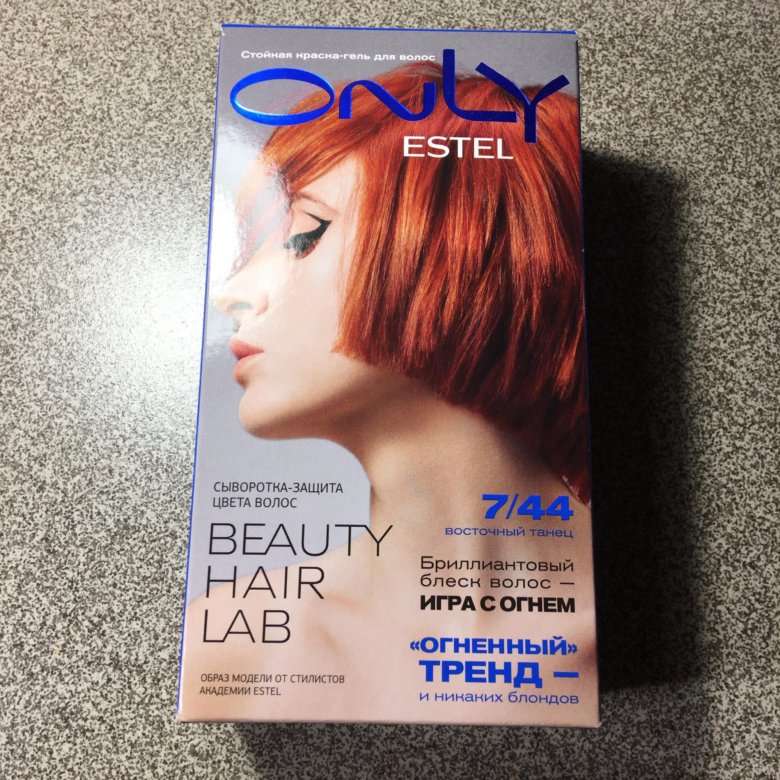 Стойкая краска-гель для волос
ONLY
ESTEL
СЫВОРОТКА-ЗАЩИТА
ЦВЕТА ВОЛОС
BEAUTY
HAIR
LAB
7/44
восточный танец
Бриллиантовый
блеск волос —
ИГРА С ОГНЕМ
«ОГНЕННЫЙ»
ТРЕНД —
и никаких блондов
ОБРАЗ МОДЕЛИ ОТ СТИЛИСТОВ
АКАДЕМИИ ESTEL